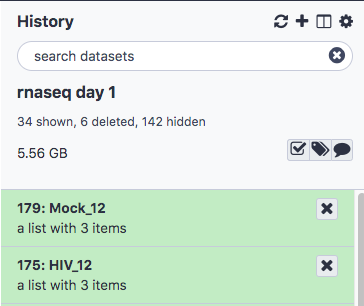 History
search datasets
rnaseq day 1
34 shown, 6 deleted, 142 hidden
5.56 GB
179: Mock_12
a list with 3 items
175: HIV_12
a list with 3 items